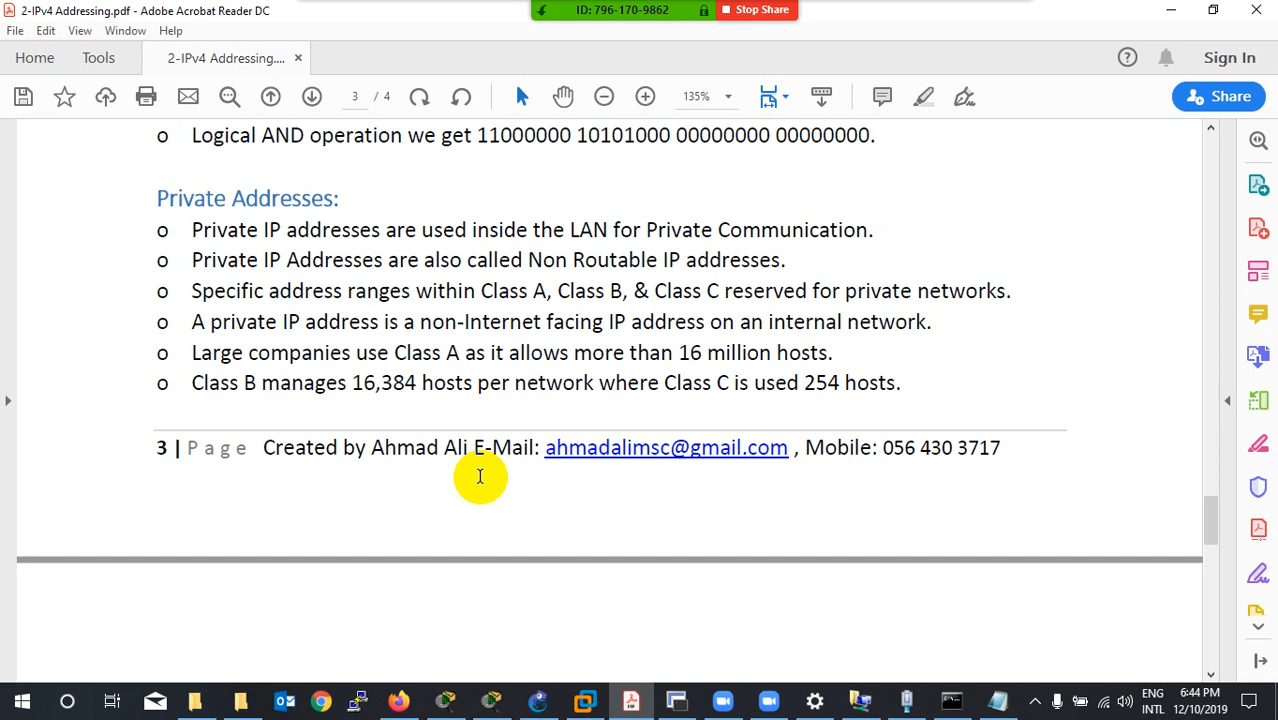 2-IPv4 Addressing.pdf - Adobe Acrobat Reader DC
ID: 796-170-9862
Stop Share
File Edit View Window Help
Home Tools 2-IPv4 Addressing.... × Sign In
3 / 4 135% Share
o Logical AND operation we get 11000000 10101000 00000000 00000000.
Private Addresses:
o Private IP addresses are used inside the LAN for Private Communication.
o Private IP Addresses are also called Non Routable IP addresses.
o Specific address ranges within Class A, Class B, & Class C reserved for private networks.
o A private IP address is a non-Internet facing IP address on an internal network.
o Large companies use Class A as it allows more than 16 million hosts.
o Class B manages 16,384 hosts per network where Class C is used 254 hosts.
3 | Page Created by Ahmad Ali E-Mail: ahmadalimsc@gmail.com , Mobile: 056 430 3717
ENG 6:44 PM
INTL 12/10/2019